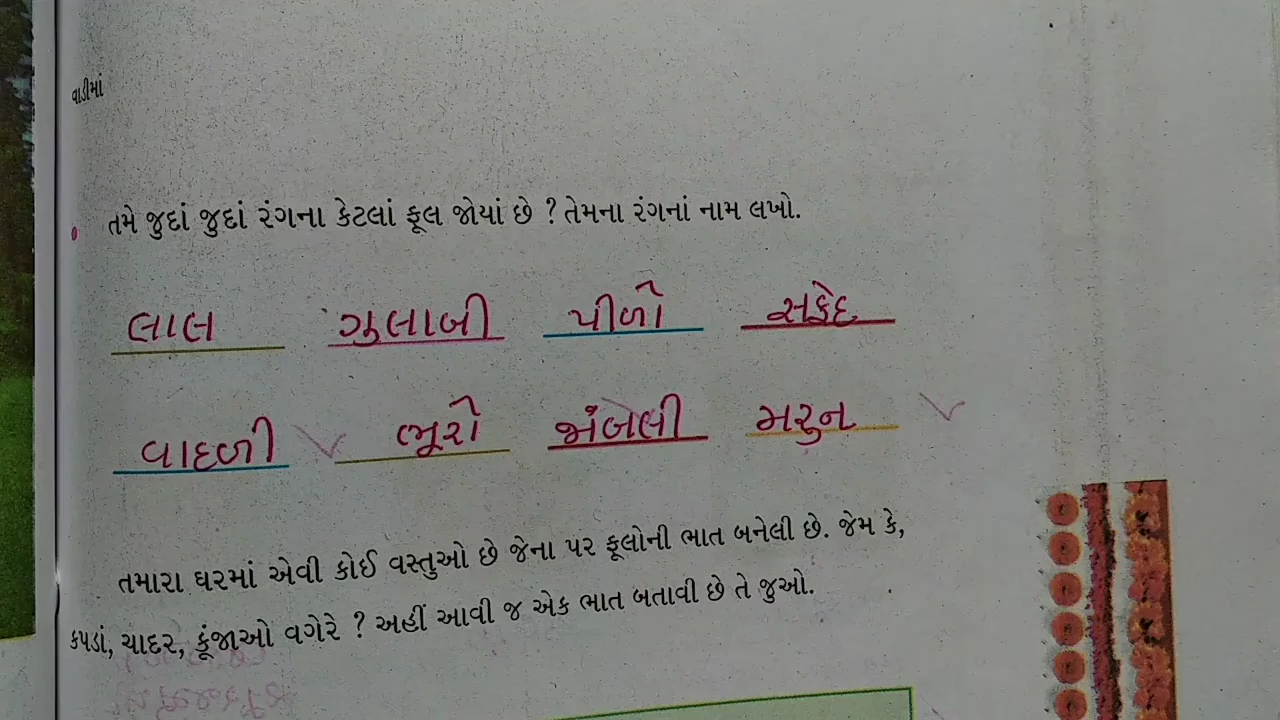 વાડીમાં
તમે જુદાં જુદાં રંગના કેટલાં ફૂલ જોયાં છે ? તેમના રંગનાં નામ લખો.
લાલ ગુલાબી પીળો સફેદ
વાદળી ભૂરો જાંબલી મરુન
તમારા ઘરમાં એવી કોઈ વસ્તુઓ છે જેના પર ફૂલોની ભાત બનેલી છે. જેમ કે,
કપડાં, ચાદર, કૂંજાઓ વગેરે ? અહીં આવી જ એક ભાત બતાવી છે તે જુઓ.